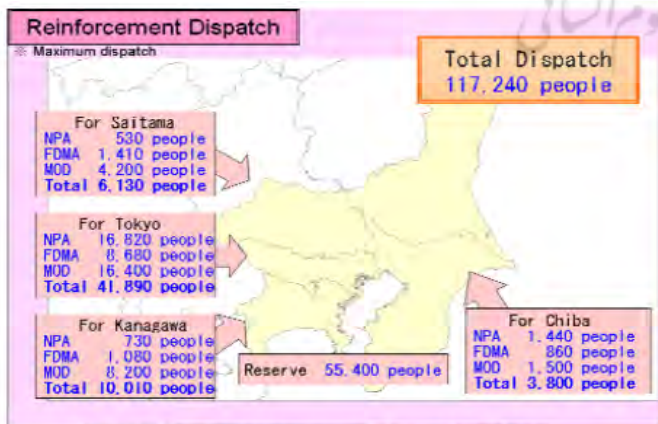 Reinforcement Dispatch
※ Maximum dispatch
Total Dispatch
117,240 people
For Saitama
NPA 530 people
FDMA 1,410 people
MOD 4,200 people
Total 6,130 people
For Tokyo
NPA 16,820 people
FDMA 8,680 people
MOD 16,400 people
Total 41,890 people
For Kanagawa
NPA 730 people
FDMA 1,080 people
MOD 8,200 people
Total 10,010 people
Reserve 55,400 people
For Chiba
NPA 1,440 people
FDMA 860 people
MOD 1,500 people
Total 3,800 people